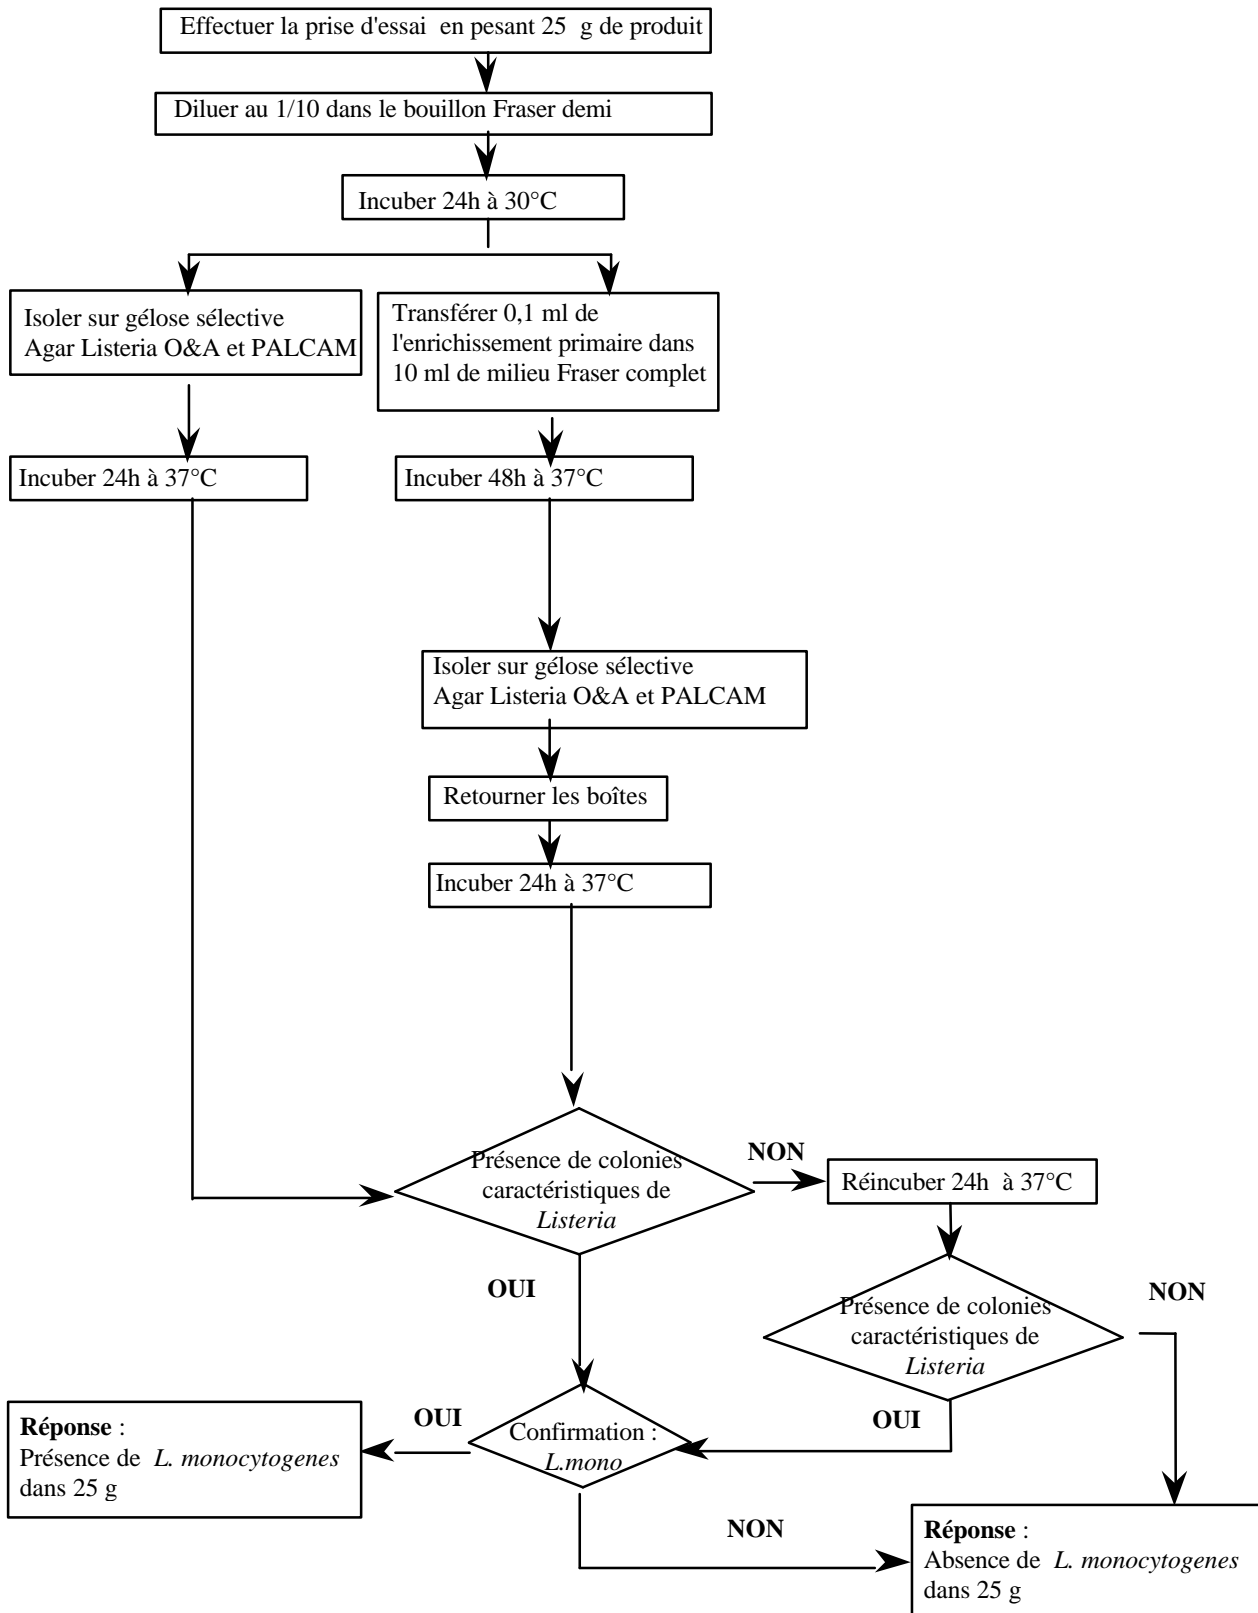 Effectuer la prise d'essai en pesant 25 g de produit
Diluer au 1/10 dans le bouillon Fraser demi
Incuber 24h à 30°C
Isoler sur gélose sélective
Agar Listeria O&A et PALCAM
Transférer 0,1 ml de
l'enrichissement primaire dans
10 ml de milieu Fraser complet
Incuber 24h à 37°C
Incuber 48h à 37°C
Isoler sur gélose sélective
Agar Listeria O&A et PALCAM
Retourner les boîtes
Incuber 24h à 37°C
Présence de colonies
caractéristiques de
Listeria
NON
Réincuber 24h à 37°C
OUI
Présence de colonies
caractéristiques de
Listeria
NON
OUI
Confirmation :
L.mono
OUI
Réponse :
Présence de L. monocytogenes
dans 25 g
NON
Réponse :
Absence de L. monocytogenes
dans 25 g